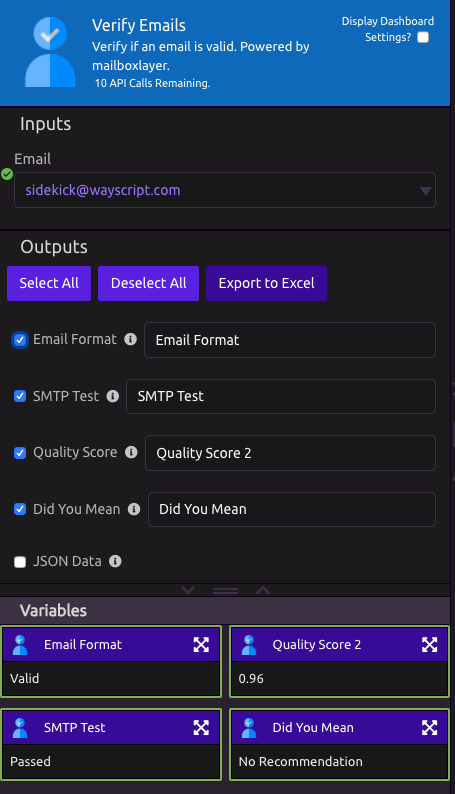 Verify Emails
Display Dashboard
Settings?
Verify if an email is valid. Powered by
mailboxlayer.
10 API Calls Remaining.
Inputs
Email
sidekick@wayscript.com
Outputs
Select All
Deselect All
Export to Excel
Email Format
Email Format
SMTP Test
SMTP Test
Quality Score
Quality Score 2
Did You Mean
Did You Mean
JSON Data
Variables
Email Format
Quality Score 2
Valid
0.96
SMTP Test
Did You Mean
Passed
No Recommendation